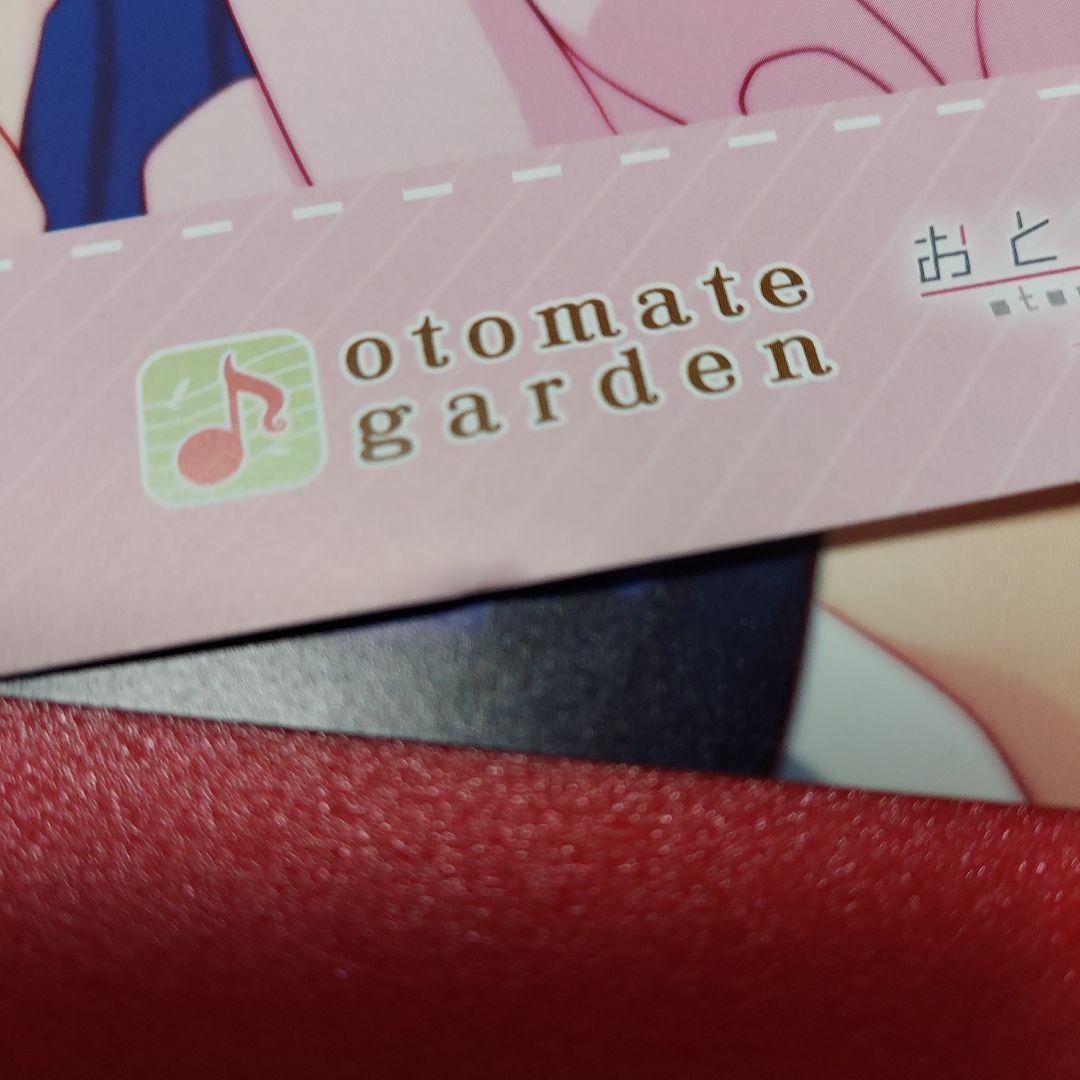 otomate
garden
おと